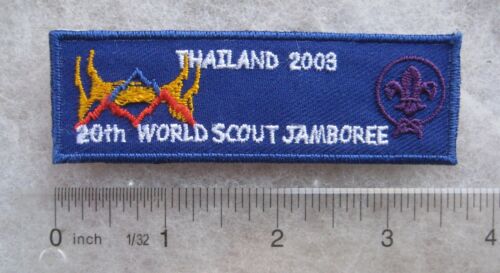 THAILAND 2003
20th WORLD SCOUT JAMBOREE
0 inch 1/32 1 2 3 4